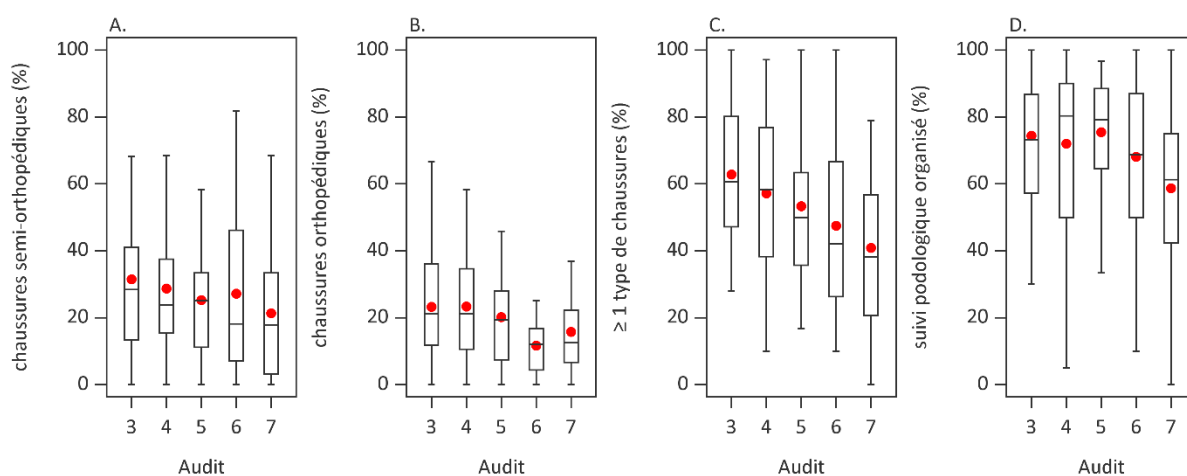 A.
B.
C.
D.
chaussures semi-orthopédiques (%)
100
80
60
40
20
0
3 4 5 6 7
Audit
chaussures orthopédiques (%)
100
80
60
40
20
0
3 4 5 6 7
Audit
≥ 1 type de chaussures (%)
100
80
60
40
20
0
3 4 5 6 7
Audit
suivi podologique organisé (%)
100
80
60
40
20
0
3 4 5 6 7
Audit